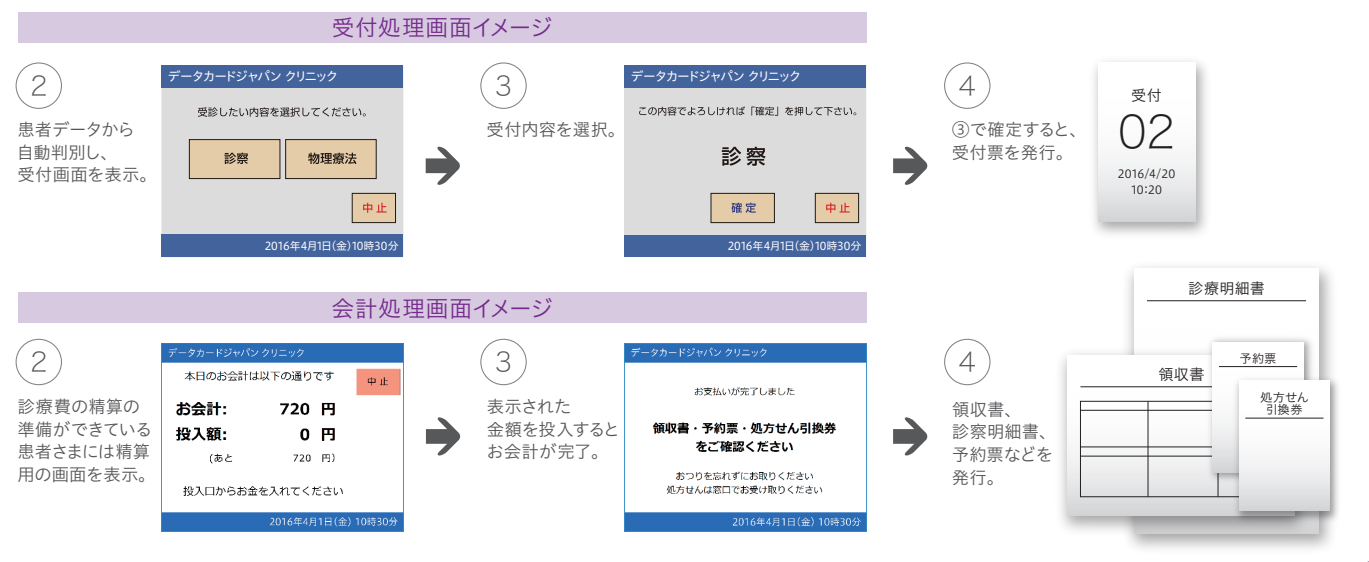 受付処理画面イメージ
②
患者データから
自動判別し、
受付画面を表示。
データカードジャパン クリニック
受診したい内容を選択してください。
診察
物理療法
中止
2016年4月1日(金)10時30分
③
受付内容を選択。
データカードジャパン クリニック
この内容でよろしければ「確定」を押して下さい。
診察
確定
中止
2016年4月1日(金)10時30分
④
③で確定すると、
受付票を発行。
受付
02
2016/4/20
10:20
会計処理画面イメージ
②
診療費の精算の
準備ができている
患者さまには精算
用の画面を表示。
データカードジャパン クリニック
本日のお会計は以下の通りです
中止
お会計: 720 円
投入額: 0 円
(あと 720 円)
投入口からお金を入れてください
2016年4月1日(金) 10時30分
③
表示された
金額を投入すると
お会計が完了。
データカードジャパン クリニック
お支払いが完了しました
領収書・予約票・処方せん引換券
をご確認ください
おつりを忘れずにお取りください
処方せんは窓口でお受け取りください
2016年4月1日(金) 10時30分
④
領収書、
診察明細書、
予約票などを
発行。
診療明細書
領収書
予約票
処方せん
引換券